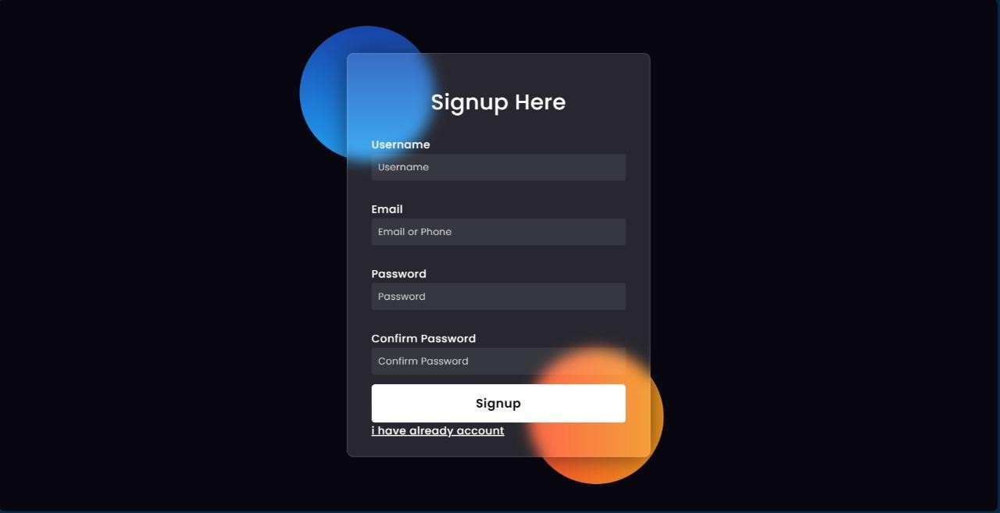 Signup Here
Username
Username
Email
Email or Phone
Password
Password
Confirm Password
Confirm Password
Signup
i have already account